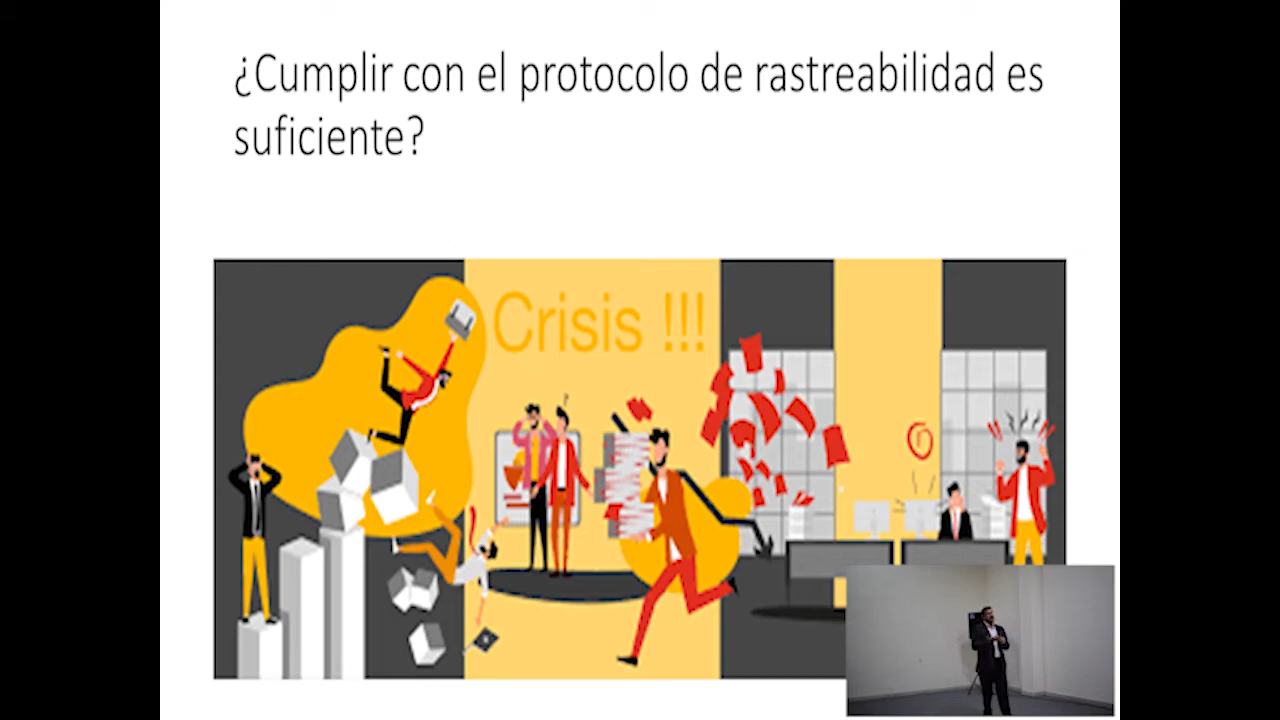 ¿Cumplir con el protocolo de rastreabilidad es
suficiente?
Crisis !!!